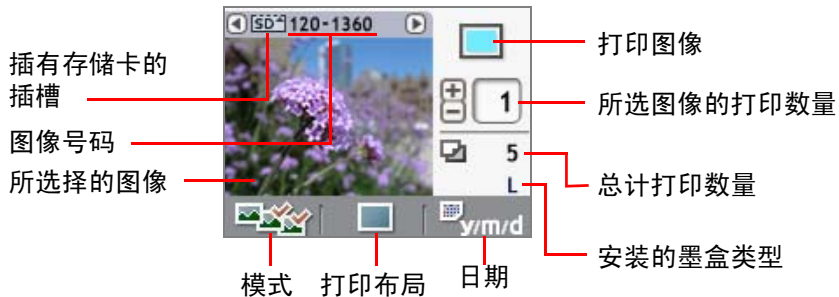 SD 120-1360
打印图像
插有存储卡的
插槽
1
所选图像的打印数量
图像号码
5
总计打印数量
所选择的图像
L
安装的墨盒类型
y/m/d
模式
打印布局
日期